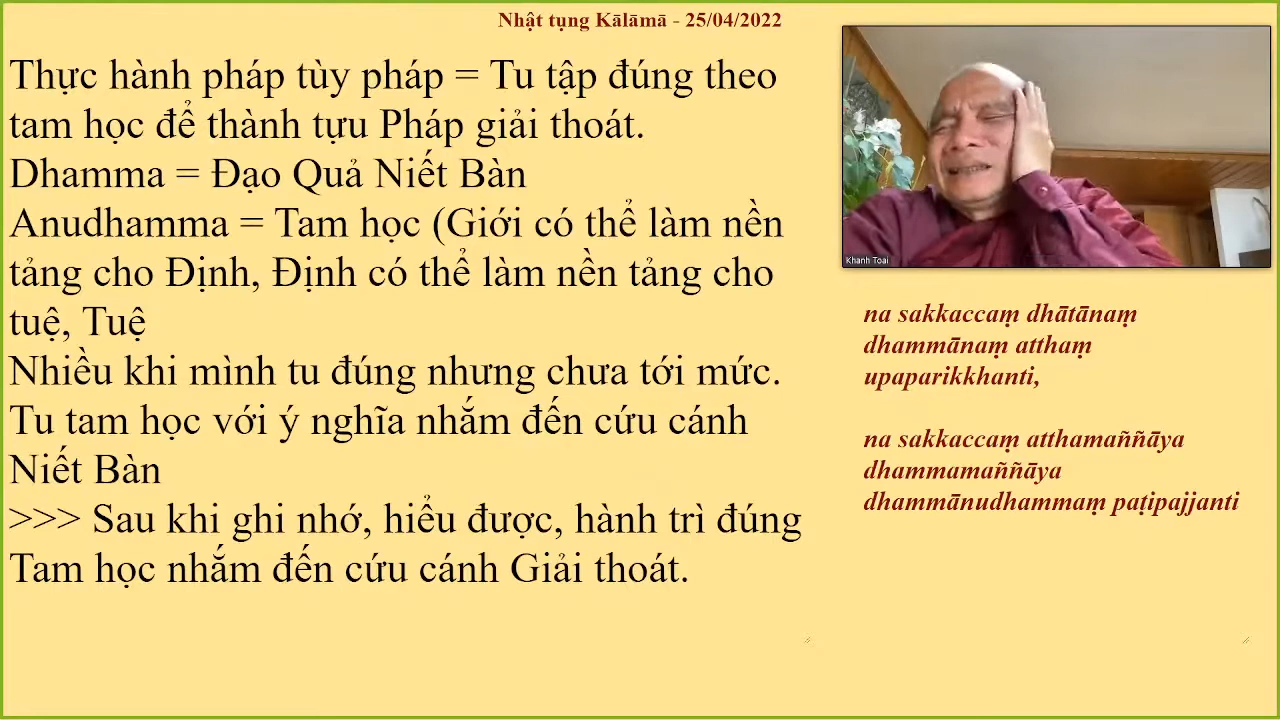 Nhật tụng Kālāmā - 25/04/2022
Thực hành pháp tùy pháp = Tu tập đúng theo
tam học để thành tựu Pháp giải thoát.
Dhamma = Đạo Quả Niết Bàn
Anudhamma = Tam học (Giới có thể làm nền
tảng cho Định, Định có thể làm nền tảng cho
tuệ, Tuệ
Nhiều khi mình tu đúng nhưng chưa tới mức.
Tu tam học với ý nghĩa nhắm đến cứu cánh
Niết Bàn
>>> Sau khi ghi nhớ, hiểu được, hành trì đúng
Tam học nhắm đến cứu cánh Giải thoát.
Khanh Toai
na sakkaccaṃ dhātānaṃ
dhammānaṃ atthaṃ
upaparikkhanti,
na sakkaccaṃ atthamaññāya
dhammamaññāya
dhammānudhammaṃ paṭipajjanti